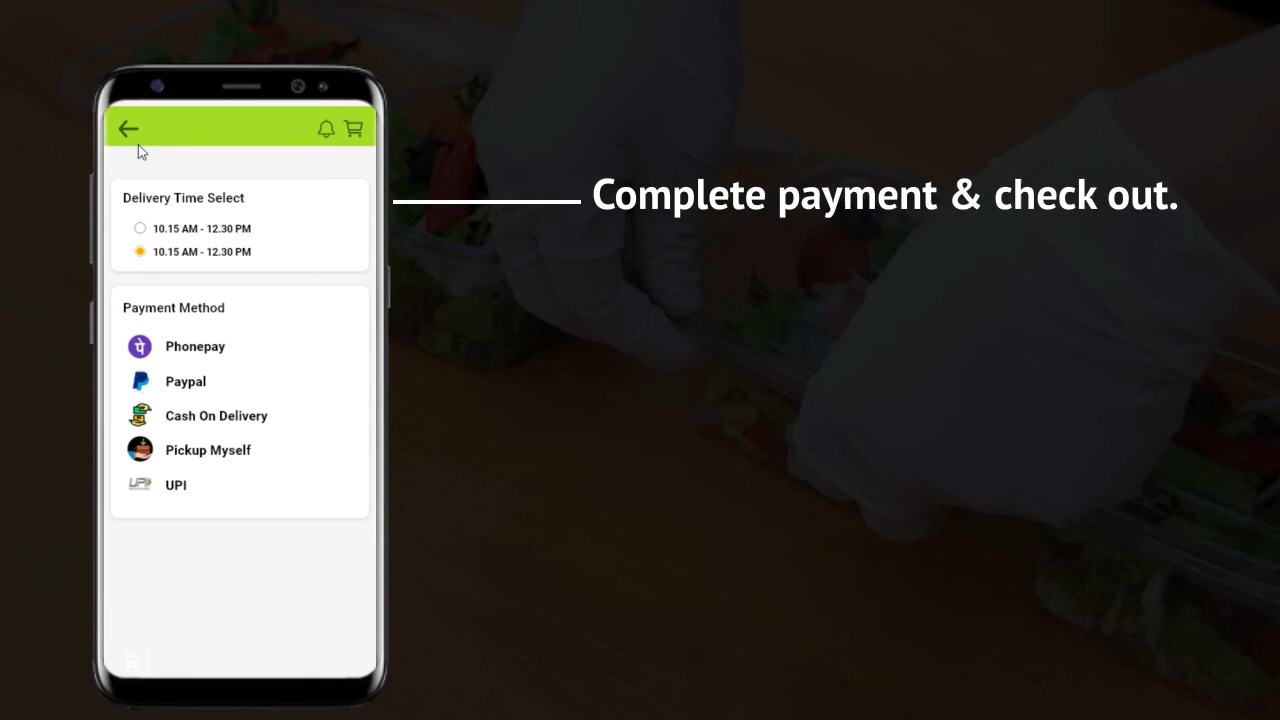 Complete payment & check out.
Delivery Time Select
10.15 AM - 12.30 PM
10.15 AM - 12.30 PM
Payment Method
पे Phonepay
Paypal
Cash On Delivery
Pickup Myself
UPI UPI